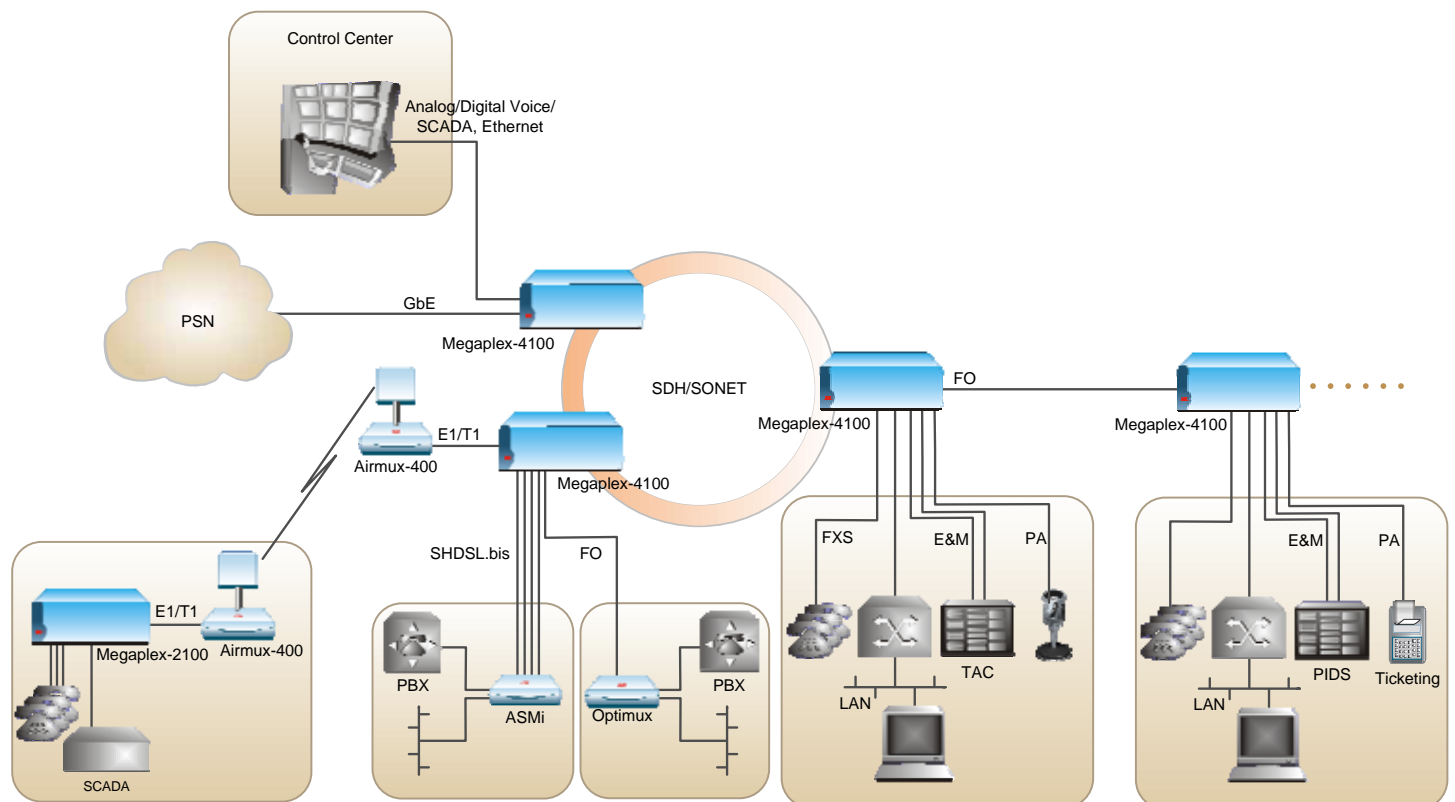 Control Center
Analog/Digital Voice/
SCADA, Ethernet
PSN
GbE
Megaplex-4100
SDH/SONET
Megaplex-4100
FO
Megaplex-4100
E1/T1
Airmux-400
Megaplex-4100
SHDSL.bis
FO
E1/T1
Megaplex-2100
Airmux-400
SCADA
PBX
ASMi
PBX
Optimux
FXS
E&M
PA
TAC
LAN
E&M
PA
PIDS
Ticketing
LAN